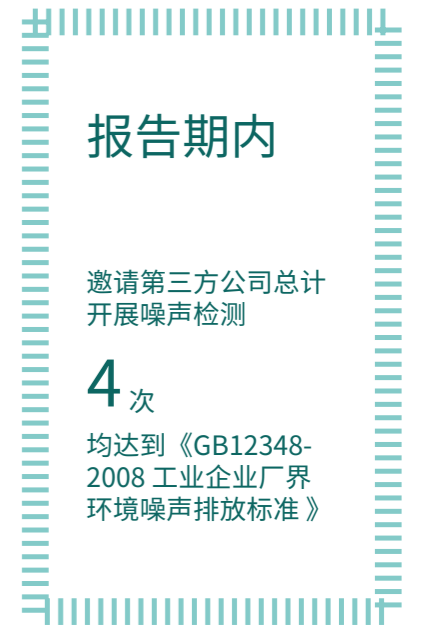 报告期内
邀请第三方公司总计
开展噪声检测
4 次
均达到《GB12348-
2008 工业企业厂界
环境噪声排放标准 》